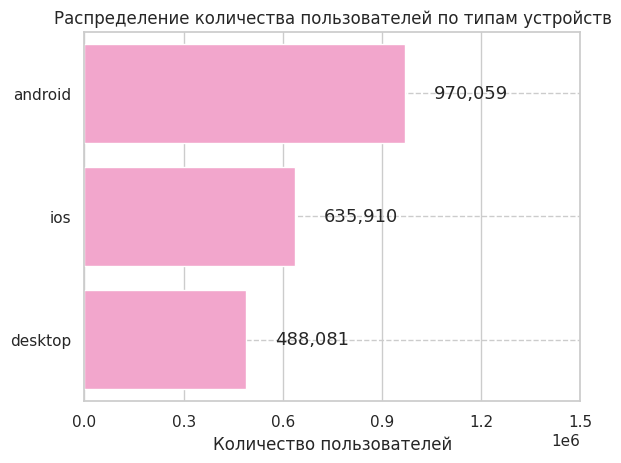 Распределение количества пользователей по типам устройств
android
970,059
ios
635,910
desktop
488,081
0.0 0.3 0.6 0.9 1.2 1.5
1e6
Количество пользователей